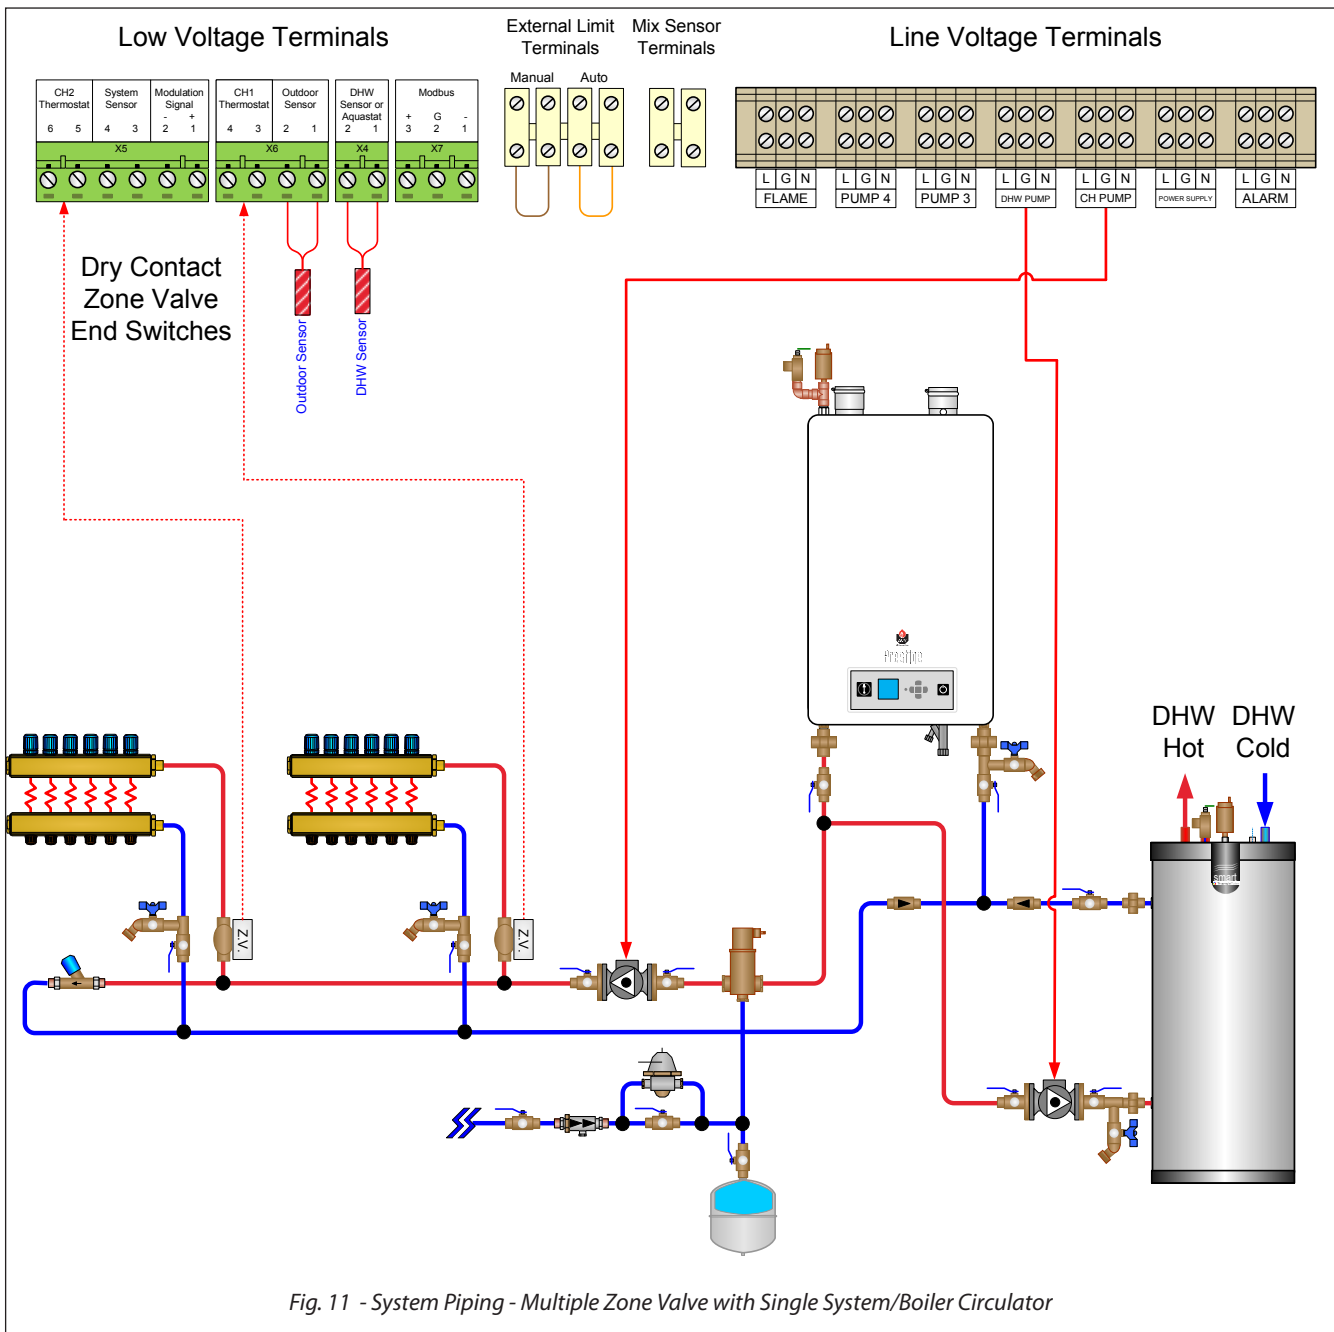 Low Voltage Terminals
External Limit Terminals
Mix Sensor Terminals
Line Voltage Terminals
Manual Auto
CH2 Thermostat
6 5
System Sensor
4 3
Modulation Signal
- +
2 1
CH1 Thermostat
4 3
Outdoor Sensor
2 1
DHW Sensor or Aquastat
2 1
Modbus
+ G -
3 2 1
X5 X6 X4 X7
L G N L G N L G N L G N L G N L G N L G N
FLAME PUMP 4 PUMP 3 DHW PUMP CH PUMP POWER SUPPLY ALARM
Dry Contact
Zone Valve
End Switches
Outdoor Sensor
DHW Sensor
Prestige
DHW Hot
DHW Cold
smart
Z.V.
Z.V.
Fig. 11 - System Piping - Multiple Zone Valve with Single System/Boiler Circulator